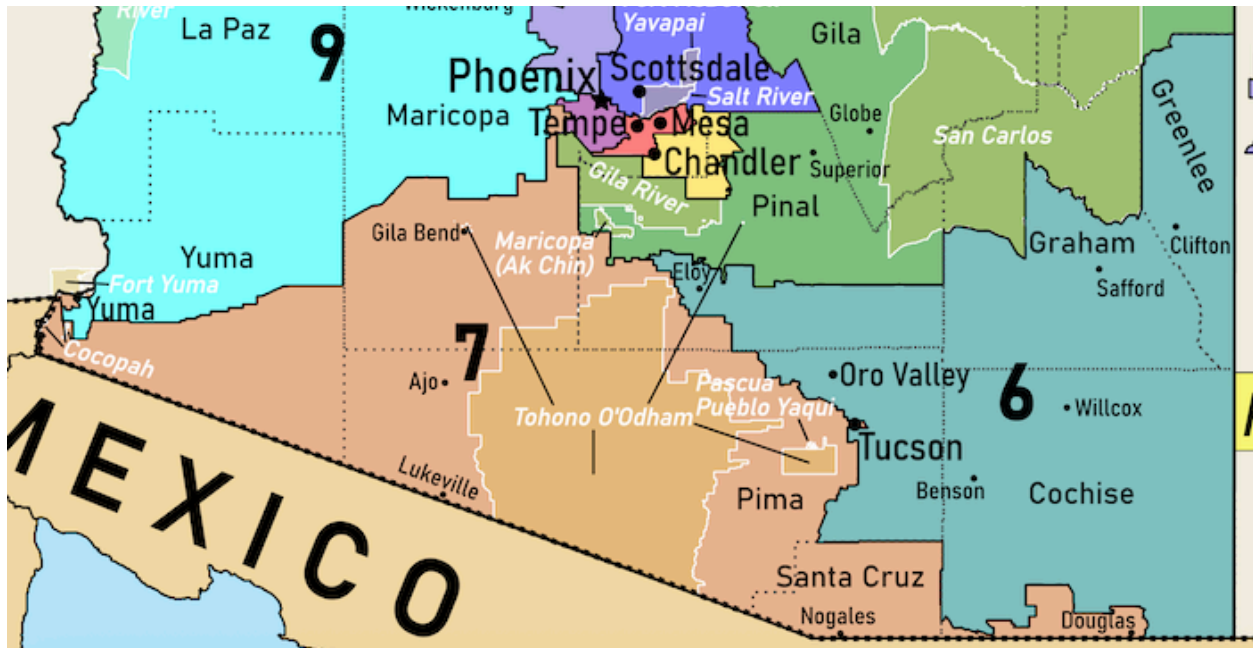 Wickenburg
River
La Paz
Yavapai
Gila
9
Phoenix
Scottsdale
Greenlee
Maricopa
Salt River
Globe
Tempe
Mesa
San Carlos
Chandler
Superior
Gila River
Pinal
Gila Bend
Maricopa
(Ak Chin)
Graham
Clifton
Yuma
Eloy
Safford
Fort Yuma
Yuma
7
Cocopah
Ajo
Oro Valley
6
Pascua
Pueblo Yaqui
Willcox
Tohono O'Odham
Tucson
MEXICO
Lukeville
Pima
Benson
Cochise
Santa Cruz
Nogales
Douglas